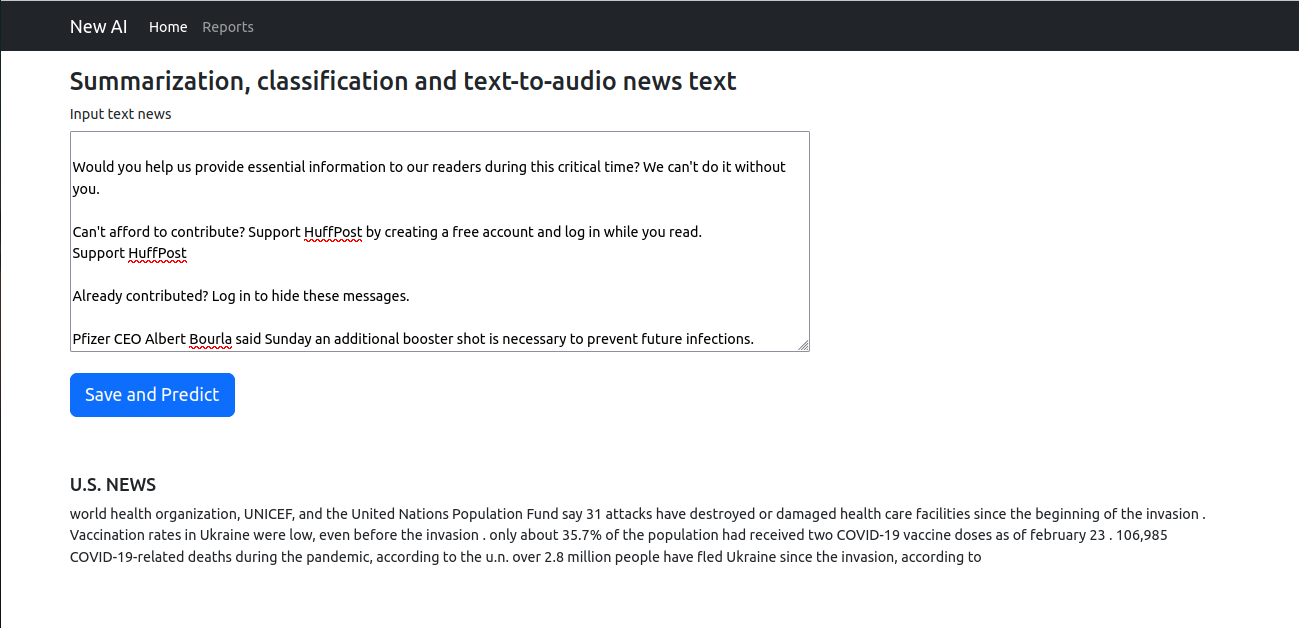 New AI Home Reports
Summarization, classification and text-to-audio news text
Input text news
Would you help us provide essential information to our readers during this critical time? We can't do it without
you.
Can't afford to contribute? Support HuffPost by creating a free account and log in while you read.
Support HuffPost
Already contributed? Log in to hide these messages.
Pfizer CEO Albert Bourla said Sunday an additional booster shot is necessary to prevent future infections.
Save and Predict
U.S. NEWS
world health organization, UNICEF, and the United Nations Population Fund say 31 attacks have destroyed or damaged health care facilities since the beginning of the invasion .
Vaccination rates in Ukraine were low, even before the invasion . only about 35.7% of the population had received two COVID-19 vaccine doses as of february 23 . 106,985
COVID-19-related deaths during the pandemic, according to the u.n. over 2.8 million people have fled Ukraine since the invasion, according to